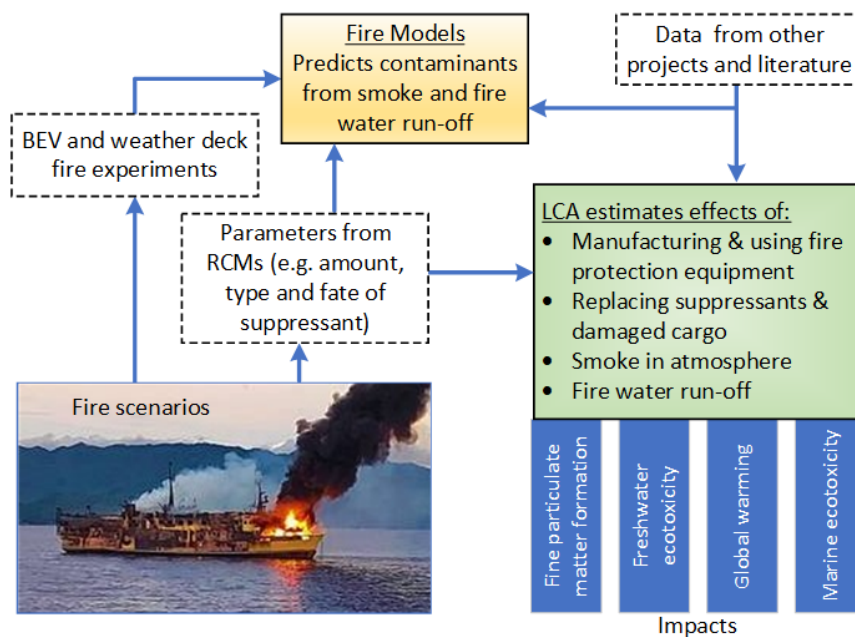 Fire Models
Predicts contaminants
from smoke and fire
water run-off
Data from other
projects and literature
BEV and weather deck
fire experiments
Parameters from
RCMs (e.g. amount,
type and fate of
suppressant)
LCA estimates effects of:
• Manufacturing & using fire
protection equipment
• Replacing suppressants &
damaged cargo
• Smoke in atmosphere
• Fire water run-off
Fire scenarios
Fine particulate
matter formation
Freshwater
ecotoxicity
Global warming
Marine ecotoxicity
Impacts